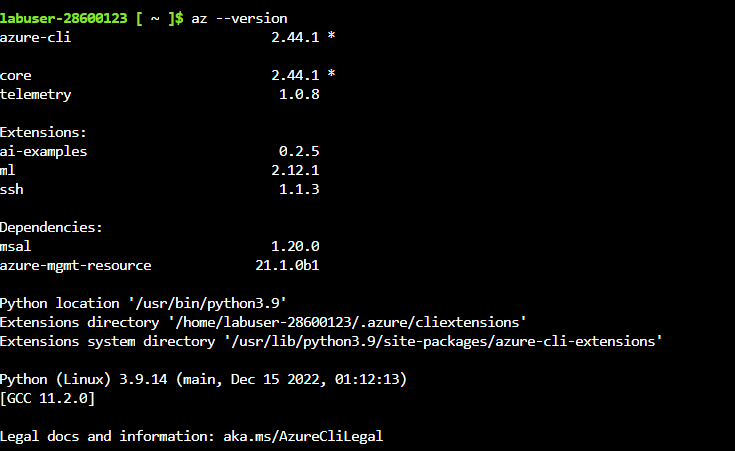 labuser-28600123 [ ~ ]$ az --version
azure-cli                         2.44.1 *

core                              2.44.1 *
telemetry                          1.0.8

Extensions:
ai-examples                        0.2.5
ml                                2.12.1
ssh                                1.1.3

Dependencies:
msal                              1.20.0
azure-mgmt-resource             21.1.0b1

Python location '/usr/bin/python3.9'
Extensions directory '/home/labuser-28600123/.azure/cliextensions'
Extensions system directory '/usr/lib/python3.9/site-packages/azure-cli-extensions'

Python (Linux) 3.9.14 (main, Dec 15 2022, 01:12:13)
[GCC 11.2.0]

Legal docs and information: aka.ms/AzureCliLegal